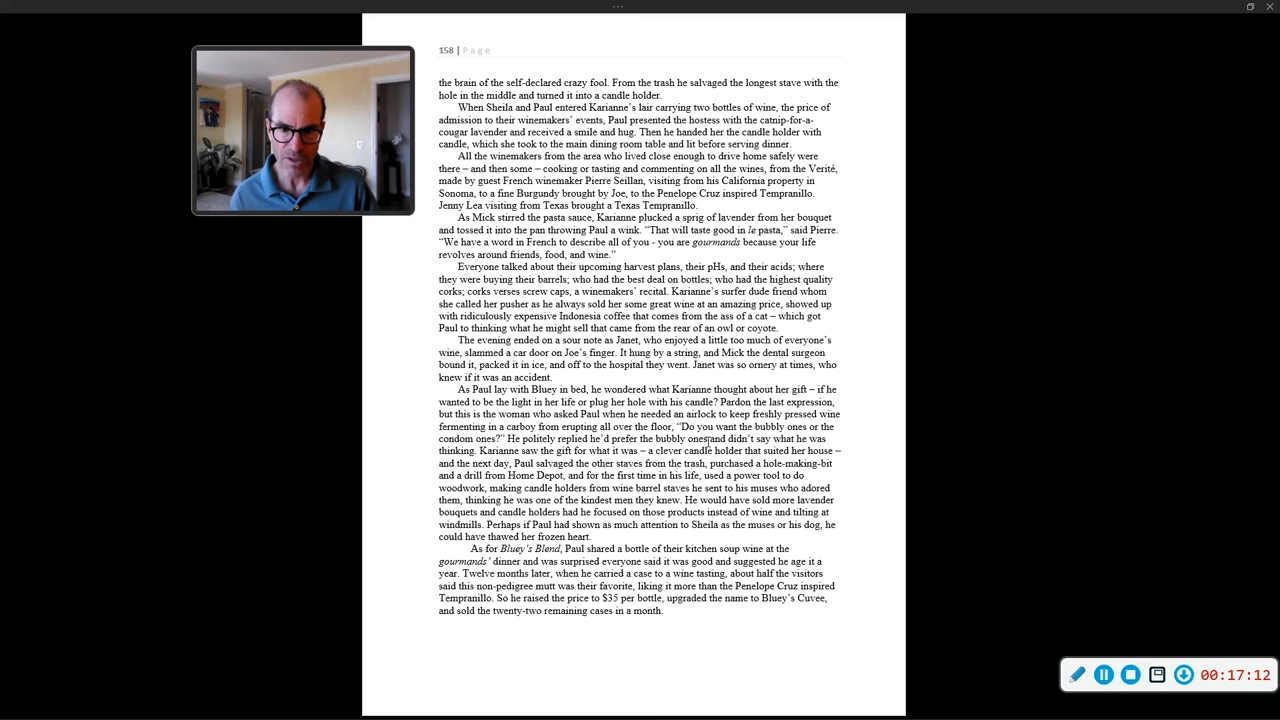 158 | Page
the brain of the self-declared crazy fool. From the trash he salvaged the longest stave with the
hole in the middle and turned it into a candle holder.
When Sheila and Paul entered Karianne's lair carrying two bottles of wine, the price of
admission to their winemakers' events, Paul presented the hostess with the catnip-for-a-
cougar lavender and received a smile and hug. Then he handed her the candle holder with
candle, which she took to the main dining room table and lit before serving dinner.
All the winemakers from the area who lived close enough to drive home safely were
there – and then some – cooking or tasting and commenting on all the wines, from the Verité,
made by guest French winemaker Pierre Seillan, visiting from his California property in
Sonoma, to a fine Burgundy brought by Joe, to the Penelope Cruz inspired Tempranillo.
Jenny Lea visiting from Texas brought a Texas Tempranillo.
As Mick stirred the pasta sauce, Karianne plucked a sprig of lavender from her bouquet
and tossed it into the pan throwing Paul a wink. “That will taste good in le pasta,” said Pierre.
“We have a word in French to describe all of you - you are gourmands because your life
revolves around friends, food, and wine.”
Everyone talked about their upcoming harvest plans, their pHs, and their acids; where
they were buying their barrels; who had the best deal on bottles; who had the highest quality
corks; corks verses screw caps, a winemakers' recital. Karianne's surfer dude friend whom
she called her pusher as he always sold her some great wine at an amazing price, showed up
with ridiculously expensive Indonesia coffee that comes from the ass of a cat – which got
Paul to thinking what he might sell that came from the rear of an owl or coyote.
The evening ended on a sour note as Janet, who enjoyed a little too much of everyone's
wine, slammed a car door on Joe's finger. It hung by a string, and Mick the dental surgeon
bound it, packed it in ice, and off to the hospital they went. Janet was so ornery at times, who
knew if it was an accident.
As Paul lay with Bluey in bed, he wondered what Karianne thought about her gift – if he
wanted to be the light in her life or plug her hole with his candle? Pardon the last expression,
but this is the woman who asked Paul when he needed an airlock to keep freshly pressed wine
fermenting in a carboy from erupting all over the floor, “Do you want the bubbly ones or the
condom ones?” He politely replied he'd prefer the bubbly ones and didn't say what he was
thinking. Karianne saw the gift for what it was – a clever candle holder that suited her house –
and the next day, Paul salvaged the other staves from the trash, purchased a hole-making-bit
and a drill from Home Depot, and for the first time in his life, used a power tool to do
woodwork, making candle holders from wine barrel staves he sent to his muses who adored
them, thinking he was one of the kindest men they knew. He would have sold more lavender
bouquets and candle holders had he focused on those products instead of wine and tilting at
windmills. Perhaps if Paul had shown as much attention to Sheila as the muses or his dog, he
could have thawed her frozen heart.
As for Bluey's Blend, Paul shared a bottle of their kitchen soup wine at the
gourmands' dinner and was surprised everyone said it was good and suggested he age it a
year. Twelve months later, when he carried a case to a wine tasting, about half the visitors
said this non-pedigree mutt was their favorite, liking it more than the Penelope Cruz inspired
Tempranillo. So he raised the price to $35 per bottle, upgraded the name to Bluey's Cuvee,
and sold the twenty-two remaining cases in a month.
00:17:12